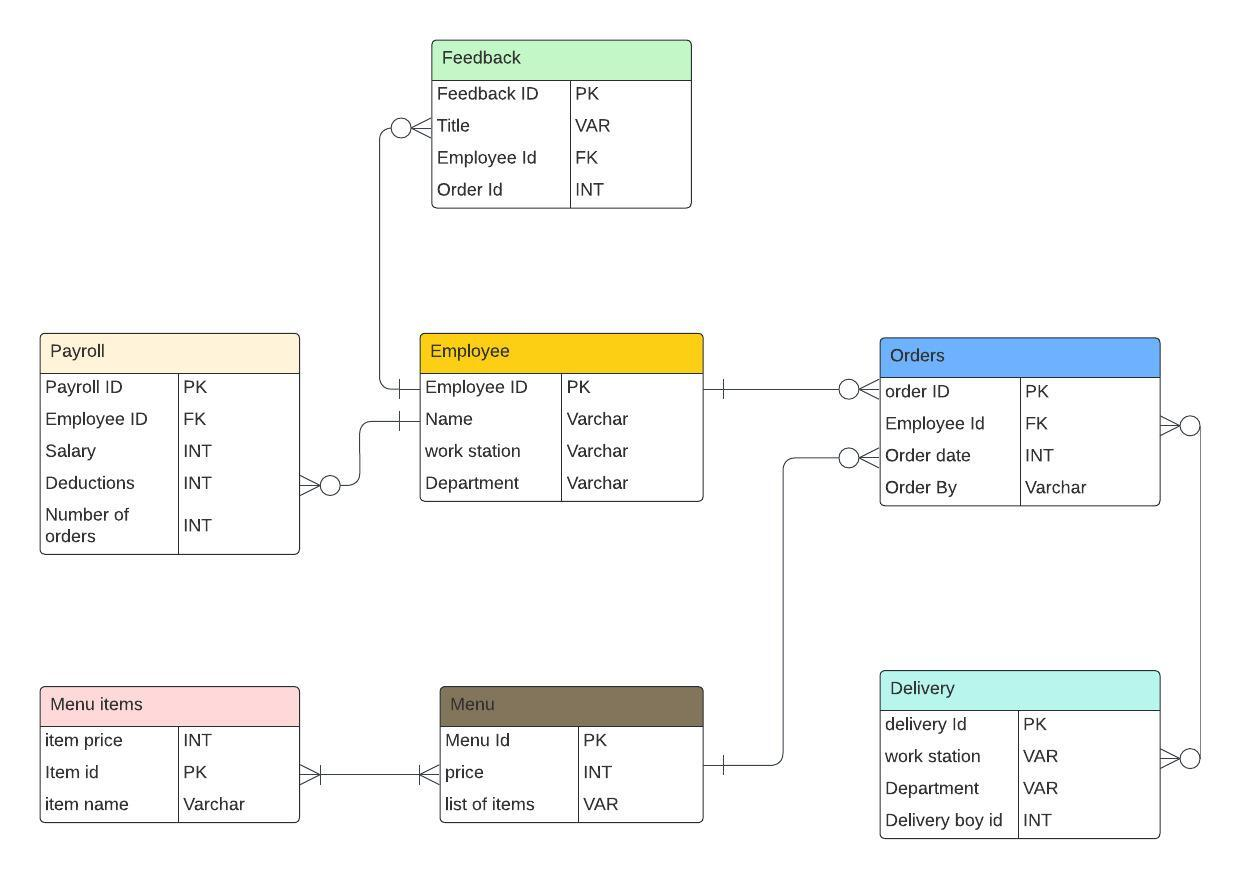 Feedback
Feedback ID PK
Title VAR
Employee Id FK
Order Id INT
Payroll
Payroll ID PK
Employee ID FK
Salary INT
Deductions INT
Number of
orders INT
Employee
Employee ID PK
Name Varchar
work station Varchar
Department Varchar
Orders
order ID PK
Employee Id FK
Order date INT
Order By Varchar
Menu items
item price INT
Item id PK
item name Varchar
Menu
Menu Id PK
price INT
list of items VAR
Delivery
delivery Id PK
work station VAR
Department VAR
Delivery boy id INT